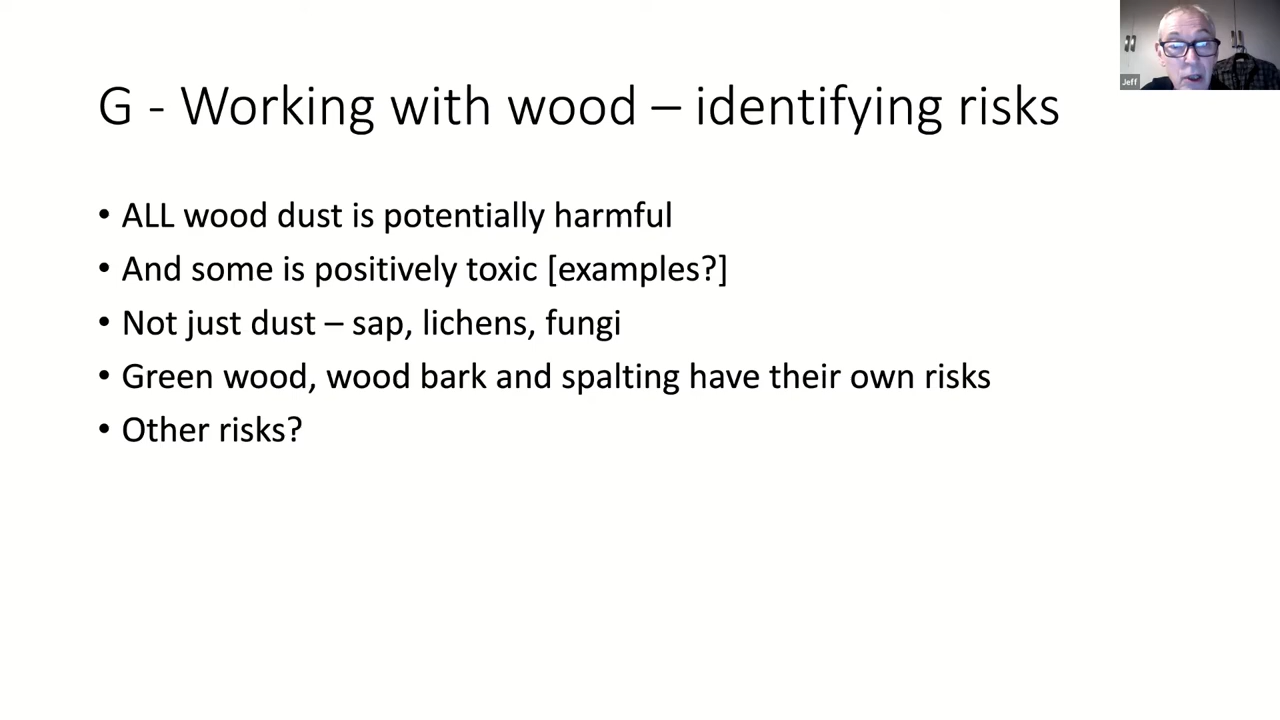 G - Working with wood – identifying risks
• ALL wood dust is potentially harmful
• And some is positively toxic [examples?]
• Not just dust – sap, lichens, fungi
• Green wood, wood bark and spalting have their own risks
• Other risks?
Jeff